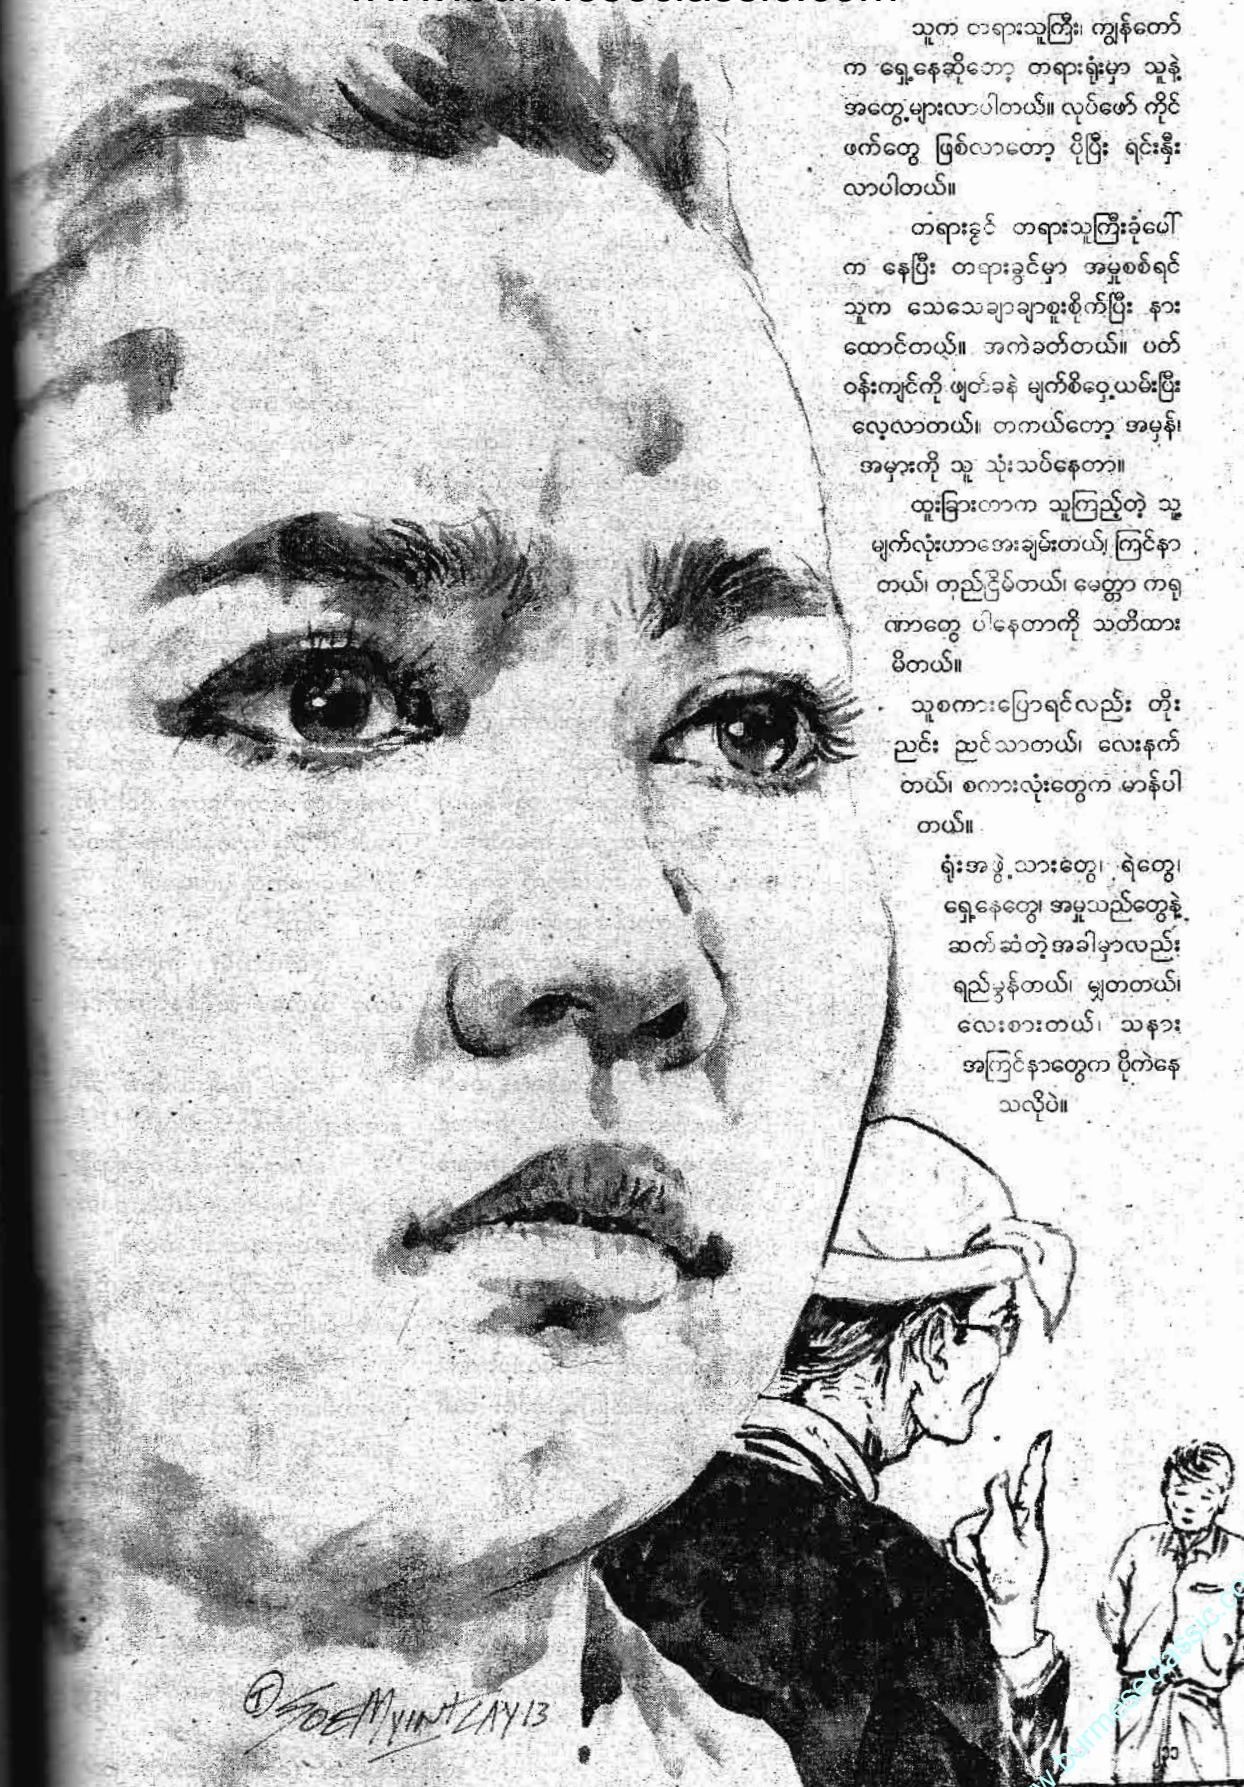 သူက တရားသူကြီး၊ ကျွန်တော်
က ရှေ့နေဆိုတော့ တရားရုံးမှာ သူနဲ့
အတွေ့များလာပါတယ်။ လုပ်ဖော် ကိုင်
ဖက်တွေ ဖြစ်လာတော့ ပိုပြီး ရင်းနှီး
လာပါတယ်။
တရားခွင် တရားသူကြီးခုံပေါ်
က နေပြီး တရားခွင်မှာ အမှုစစ်ရင်
သူက သေသေချာချာစူးစိုက်ပြီး နား
ထောင်တယ်။ အကဲခတ်တယ်။ ပတ်
ဝန်းကျင်ကို ဖျတ်ခနဲ မျက်စိဝှေ့ယမ်းပြီး
လေ့လာတယ်။ တကယ်တော့ အမှန်၊
အမှားကို သူ သုံးသပ်နေတာ။
ထူးခြားတာက သူကြည့်တဲ့ သူ့
မျက်လုံးဟာအေးချမ်းတယ်၊ ကြင်နာ
တယ်၊ တည်ငြိမ်တယ်၊ မေတ္တာ ကရု
ဏာတွေ ပါနေတာကို သတိထား
မိတယ်။
သူစကားပြောရင်လည်း တိုး
ညင်း ညင်သာတယ်၊ လေးနက်
တယ်၊ စကားလုံးတွေက မာန်ပါ
တယ်။
ရုံးအဖွဲ့သားတွေ၊ ရဲတွေ၊
ရှေ့နေတွေ၊ အမှုသည်တွေနဲ့
ဆက်ဆံတဲ့အခါမှာလည်း
ရည်မွန်တယ်၊ မျှတတယ်၊
လေးစားတယ်၊ သနား
အကြင်နာတွေက ပိုကဲနေ
သလိုပဲ။
SOE MYINT LAY 13